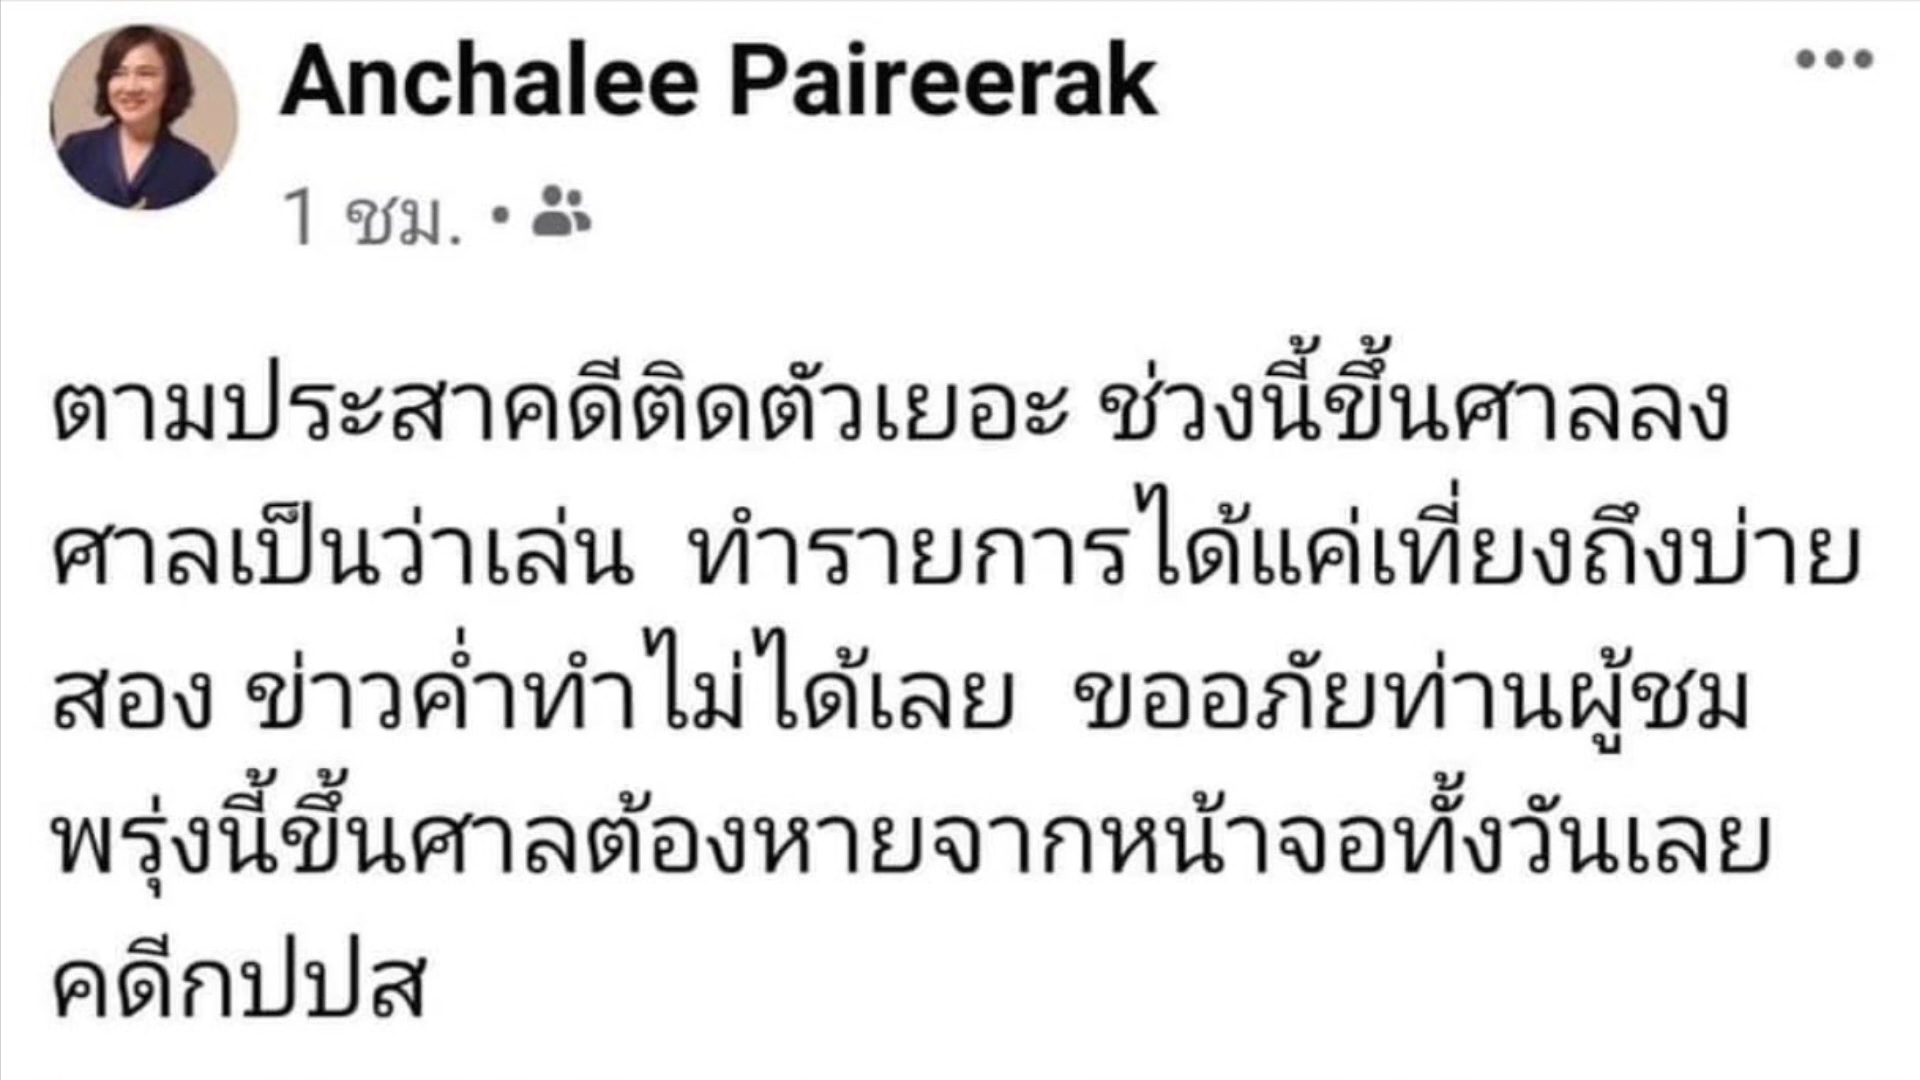 Anchalee Paireerak
1 ชม. •
ตามประสาคดีติดตัวเยอะ ช่วงนี้ขึ้นศาลลง
ศาลเป็นว่าเล่น  ทำรายการได้แค่เที่ยงถึงบ่าย
สอง ข่าวค่ำทำไม่ได้เลย  ขออภัยท่านผู้ชม
พรุ่งนี้ขึ้นศาลต้องหายจากหน้าจอทั้งวันเลย
คดีกปปส